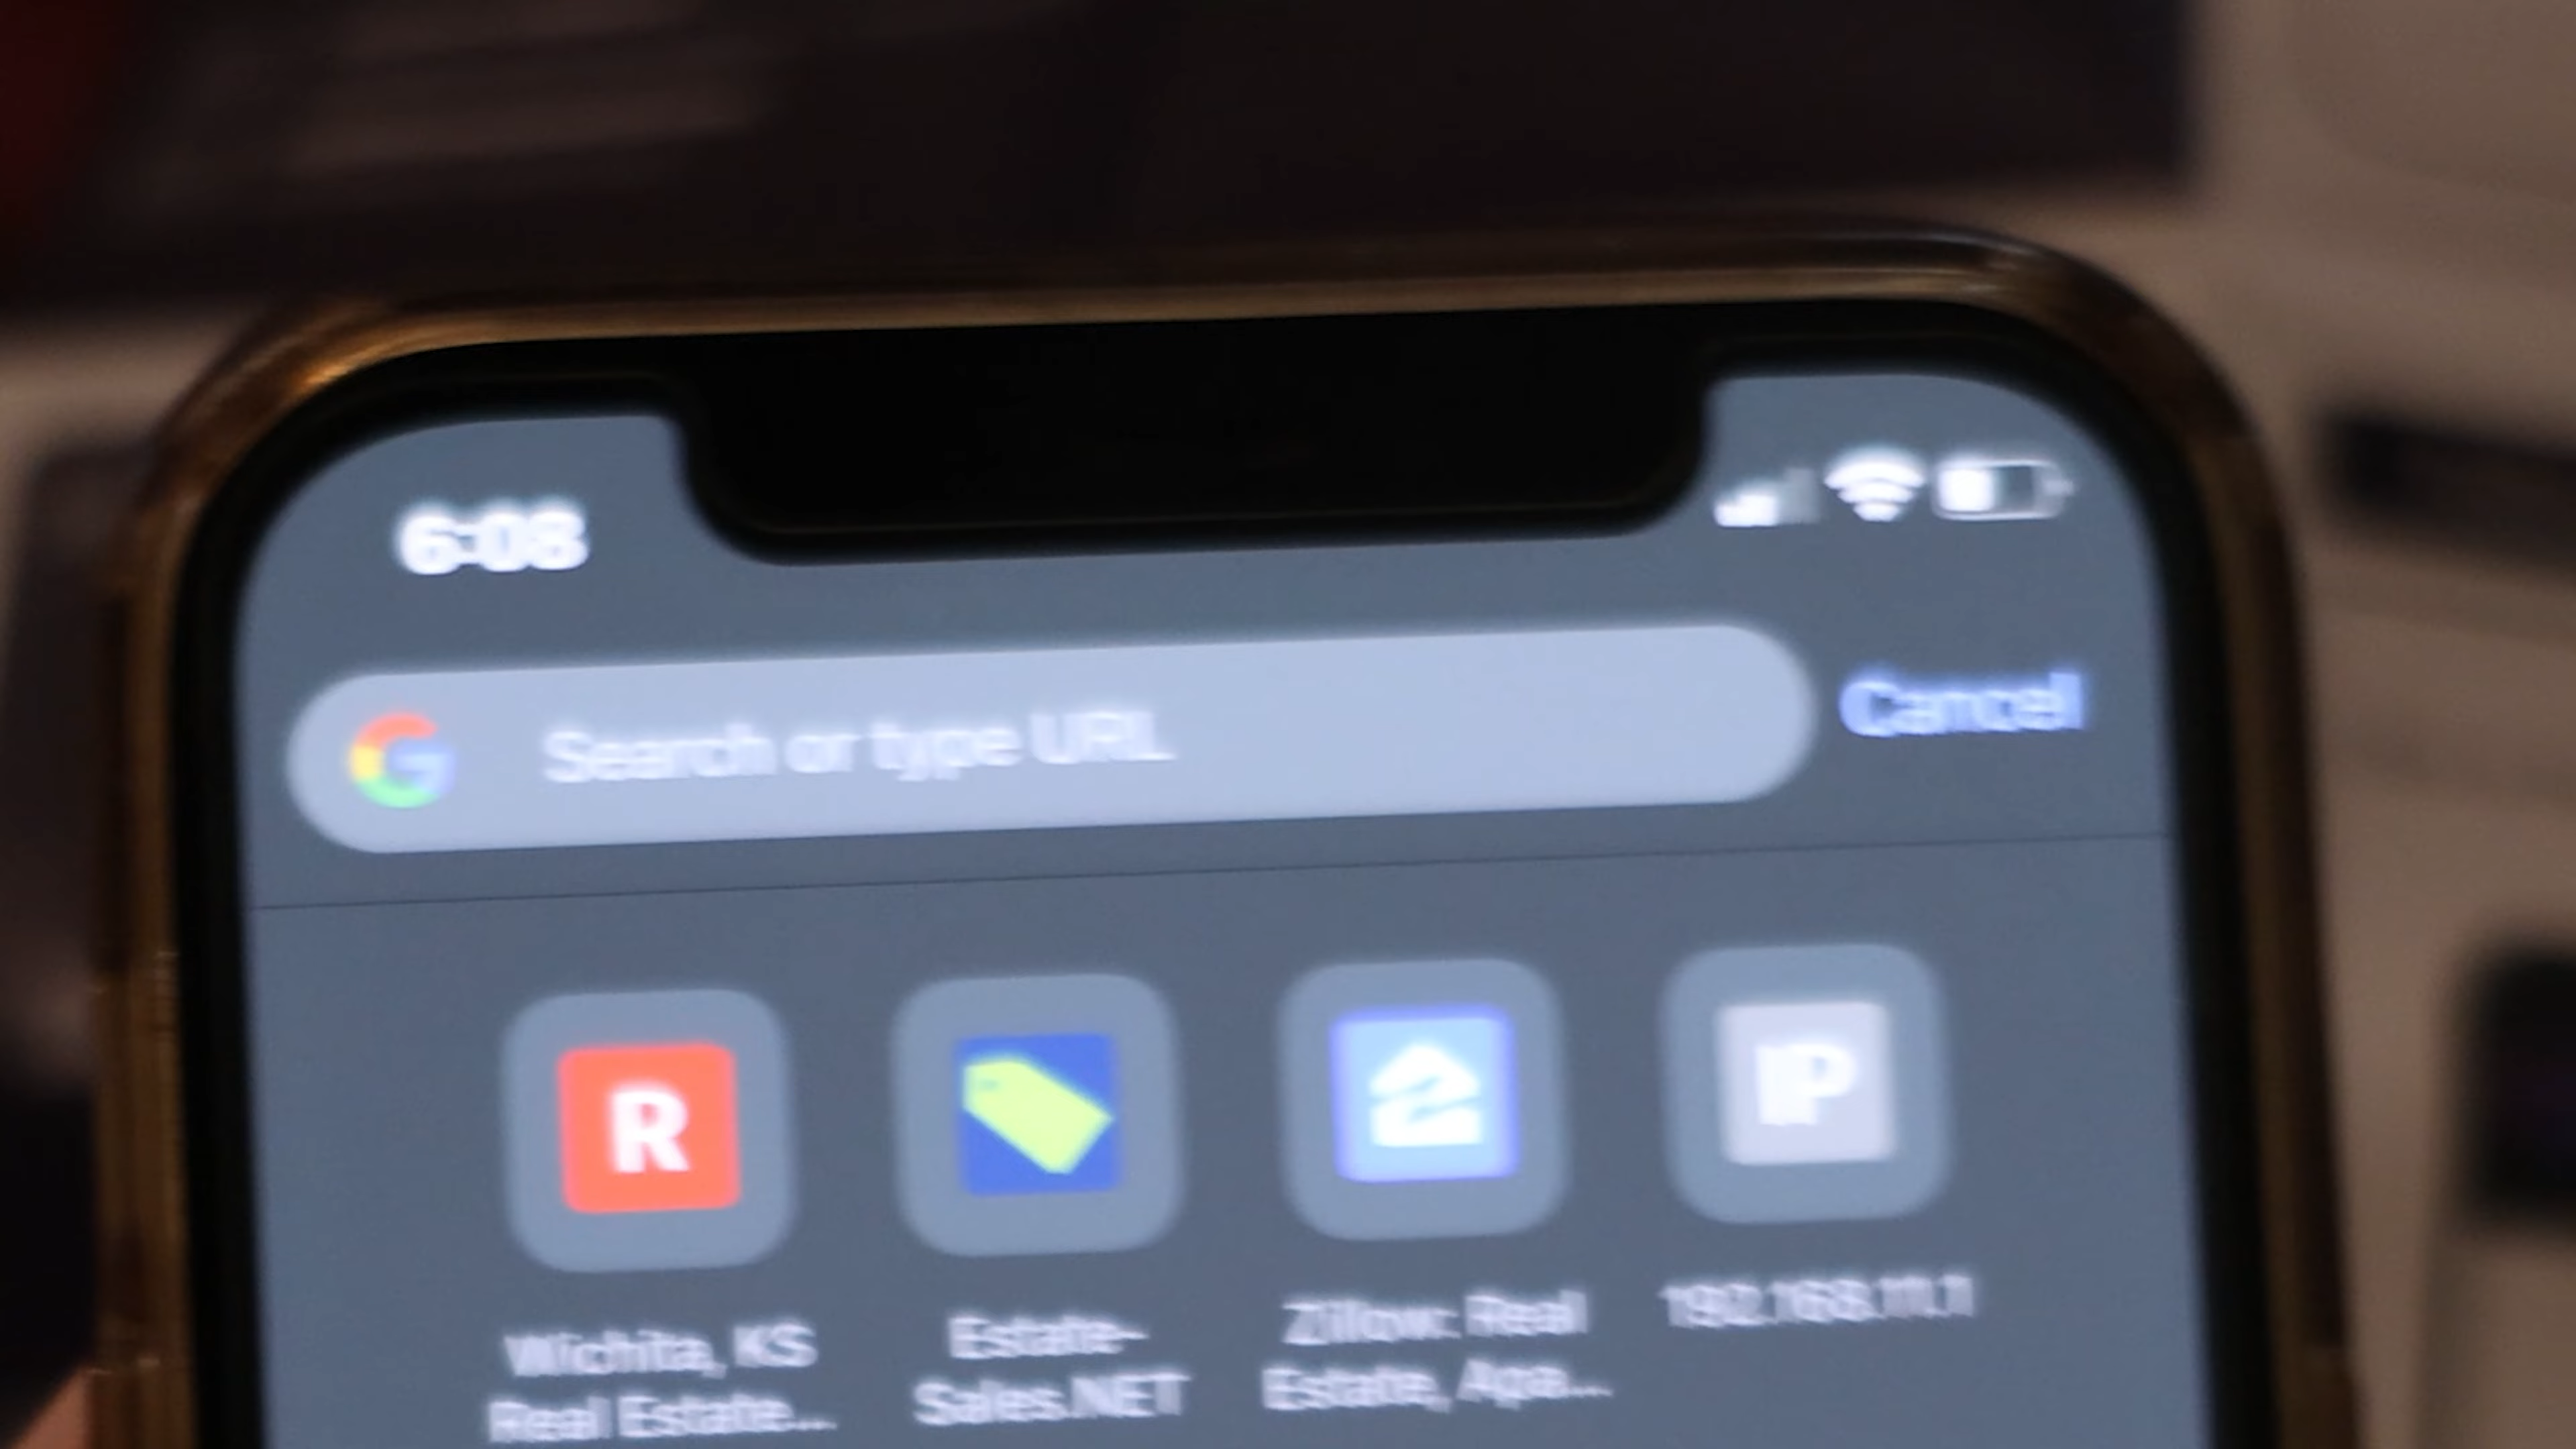 6:08
Search or type URL
Cancel
R
P
Wichita, KS
Real Estate...
Estate-
Sales.NET
Zillow: Real
Estate, Apa...
192.168.11.1